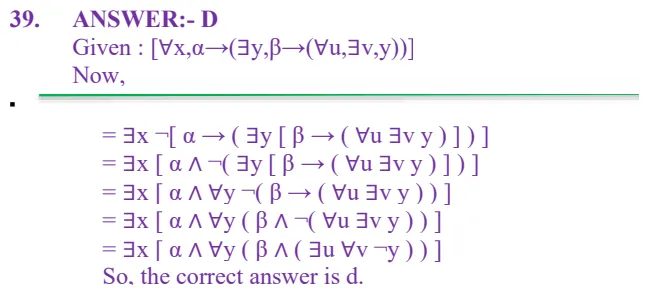 39. ANSWER:- D
Given : [∀x,α→(∃y,β→(∀u,∃v,y))]
Now,
= ∃x ¬[ α → ( ∃y [ β → ( ∀u ∃v y ) ] ) ]
= ∃x [ α ∧ ¬( ∃y [ β → ( ∀u ∃v y ) ] ) ]
= ∃x [ α ∧ ∀y ¬( β → ( ∀u ∃v y ) ) ]
= ∃x [ α ∧ ∀y ( β ∧ ¬( ∀u ∃v y ) ) ]
= ∃x [ α ∧ ∀y ( β ∧ ( ∃u ∀v ¬y ) ) ]
So, the correct answer is d.